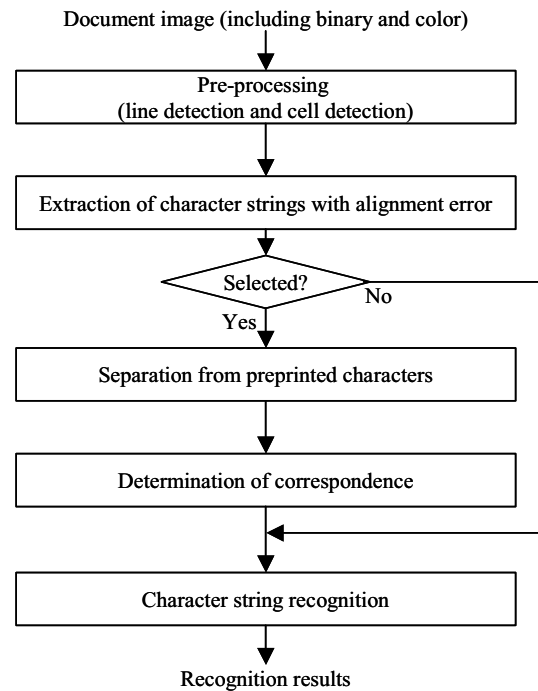 Document image (including binary and color)
Pre-processing
(line detection and cell detection)
Extraction of character strings with alignment error
Selected?
No
Yes
Separation from preprinted characters
Determination of correspondence
Character string recognition
Recognition results